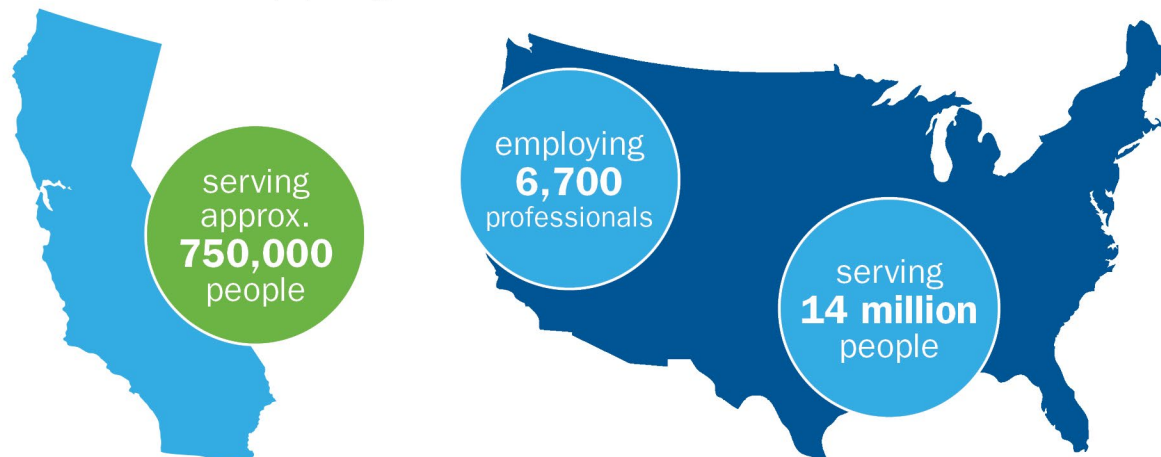 serving
approx.
750,000
people
employing
6,700
professionals
serving
14 million
people